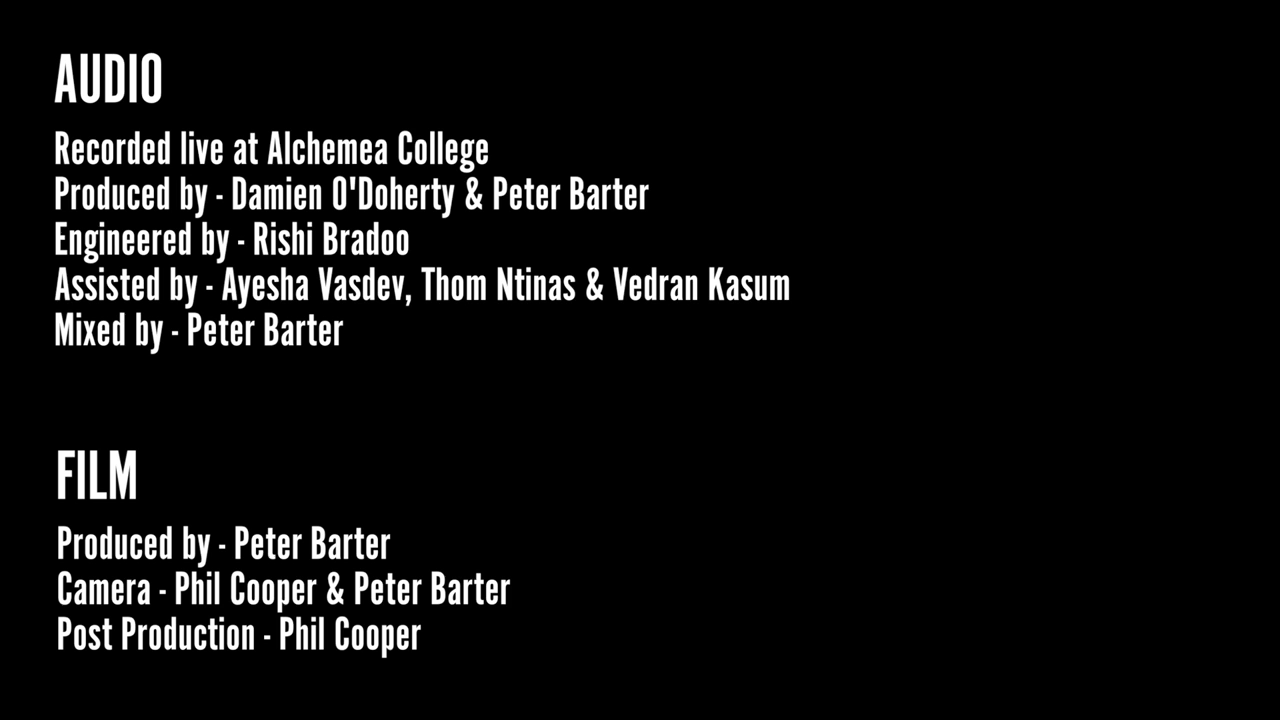 AUDIO
Recorded live at Alchemea College
Produced by - Damien O'Doherty & Peter Barter
Engineered by - Rishi Bradoo
Assisted by - Ayesha Vasdev, Thom Ntinas & Vedran Kasum
Mixed by - Peter Barter
FILM
Produced by - Peter Barter
Camera - Phil Cooper & Peter Barter
Post Production - Phil Cooper